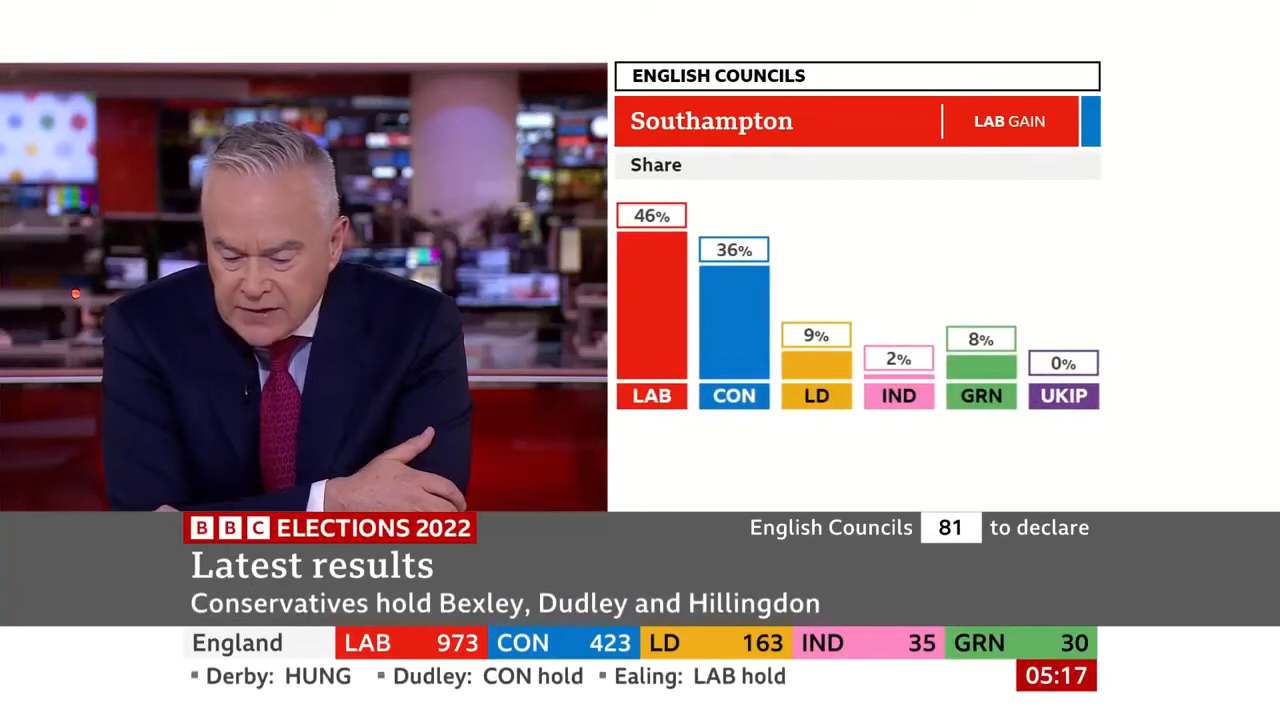 ENGLISH COUNCILS
Southampton LAB GAIN
Share
46% 36% 9% 2% 8% 0%
LAB CON LD IND GRN UKIP
BBC ELECTIONS 2022 English Councils 81 to declare
Latest results
Conservatives hold Bexley, Dudley and Hillingdon
England LAB 973 CON 423 LD 163 IND 35 GRN 30
▪ Derby: HUNG ▪ Dudley: CON hold ▪ Ealing: LAB hold 05:17